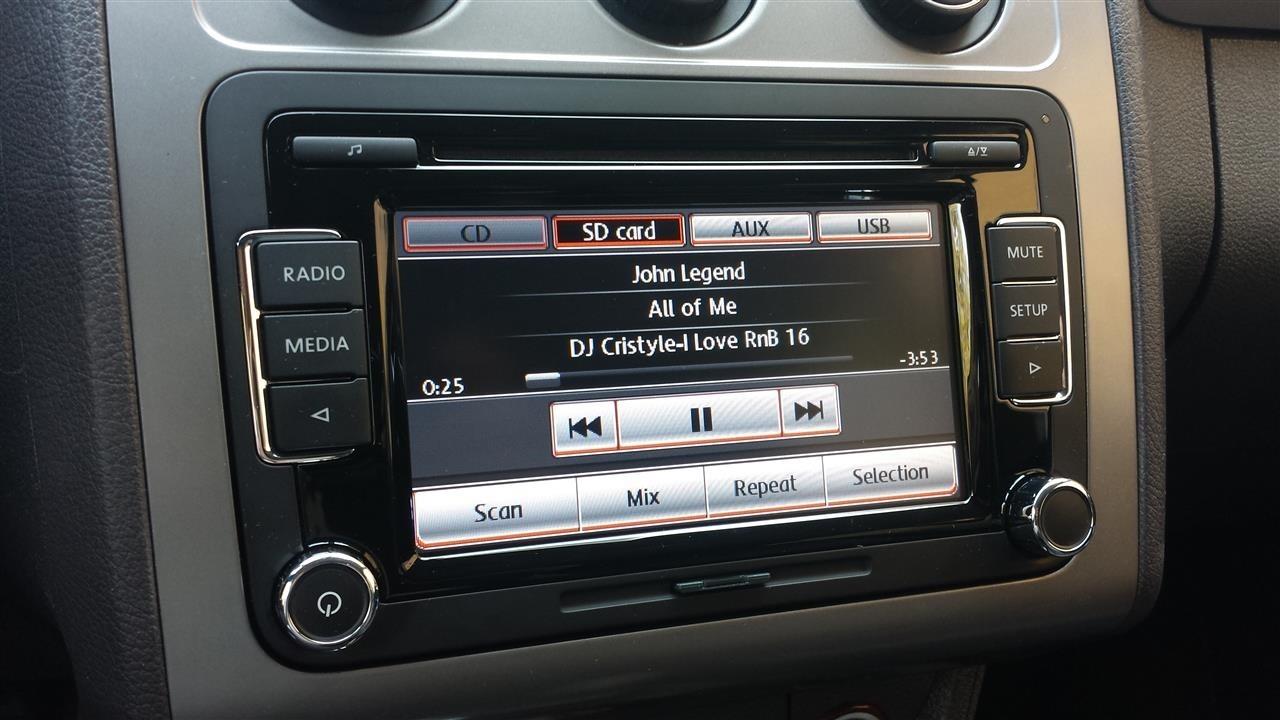 CD SD card AUX USB
RADIO
MEDIA
MUTE
SETUP
John Legend
All of Me
DJ Cristyle-I Love RnB 16
0:25 -3:53
Scan Mix Repeat Selection